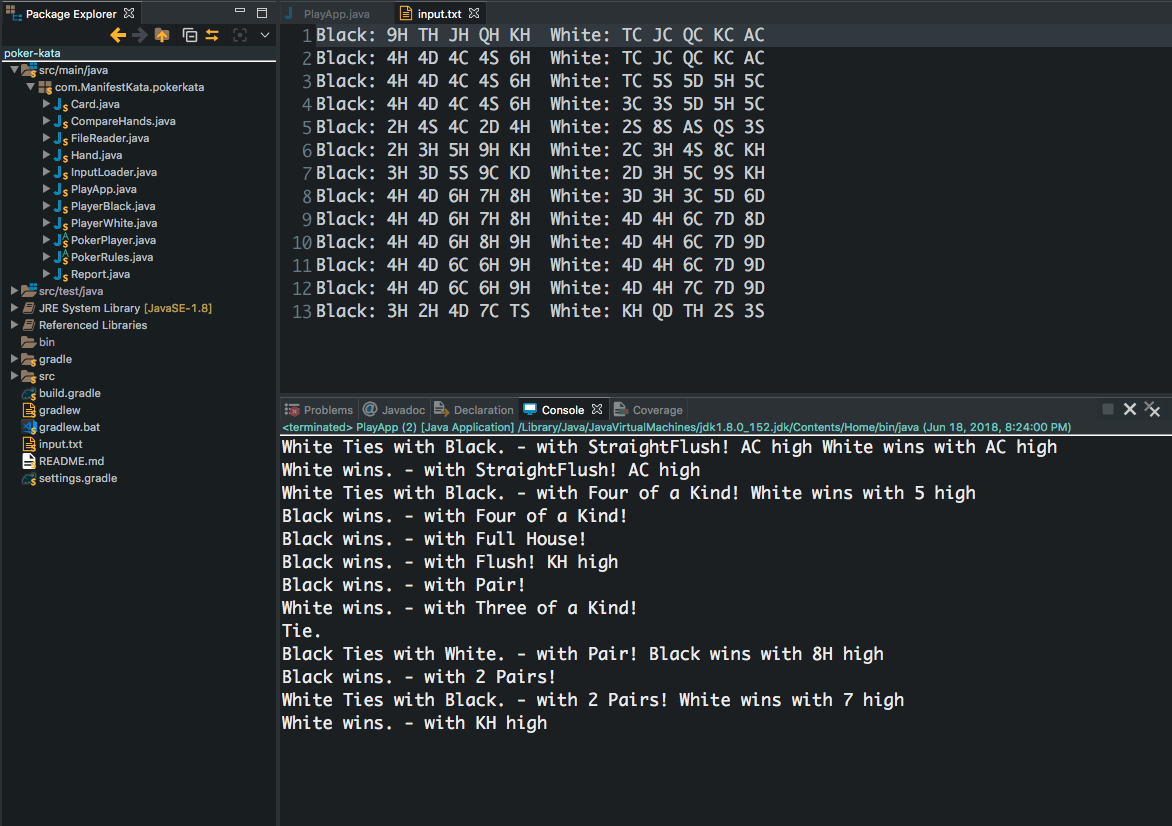 Package Explorer
poker-kata
src/main/java
com.ManifestKata.pokerkata
Card.java
CompareHands.java
FileReader.java
Hand.java
InputLoader.java
PlayApp.java
PlayerBlack.java
PlayerWhite.java
PokerPlayer.java
PokerRules.java
Report.java
src/test/java
JRE System Library [JavaSE-1.8]
Referenced Libraries
bin
gradle
src
build.gradle
gradlew
gradlew.bat
input.txt
README.md
settings.gradle
PlayApp.java input.txt
1 Black: 9H TH JH QH KH  White: TC JC QC KC AC
2 Black: 4H 4D 4C 4S 6H  White: TC JC QC KC AC
3 Black: 4H 4D 4C 4S 6H  White: TC 5S 5D 5H 5C
4 Black: 4H 4D 4C 4S 6H  White: 3C 3S 5D 5H 5C
5 Black: 2H 4S 4C 2D 4H  White: 2S 8S AS QS 3S
6 Black: 2H 3H 5H 9H KH  White: 2C 3H 4S 8C KH
7 Black: 3H 3D 5S 9C KD  White: 2D 3H 5C 9S KH
8 Black: 4H 4D 6H 7H 8H  White: 3D 3H 3C 5D 6D
9 Black: 4H 4D 6H 7H 8H  White: 4D 4H 6C 7D 8D
10 Black: 4H 4D 6H 8H 9H  White: 4D 4H 6C 7D 9D
11 Black: 4H 4D 6C 6H 9H  White: 4D 4H 6C 7D 9D
12 Black: 4H 4D 6C 6H 9H  White: 4D 4H 7C 7D 9D
13 Black: 3H 2H 4D 7C TS  White: KH QD TH 2S 3S
Problems @ Javadoc Declaration Console Coverage
<terminated> PlayApp (2) [Java Application] /Library/Java/JavaVirtualMachines/jdk1.8.0_152.jdk/Contents/Home/bin/java (Jun 18, 2018, 8:24:00 PM)
White Ties with Black. - with StraightFlush! AC high White wins with AC high
White wins. - with StraightFlush! AC high
White Ties with Black. - with Four of a Kind! White wins with 5 high
Black wins. - with Four of a Kind!
Black wins. - with Full House!
Black wins. - with Flush! KH high
Black wins. - with Pair!
White wins. - with Three of a Kind!
Tie.
Black Ties with White. - with Pair! Black wins with 8H high
Black wins. - with 2 Pairs!
White Ties with Black. - with 2 Pairs! White wins with 7 high
White wins. - with KH high